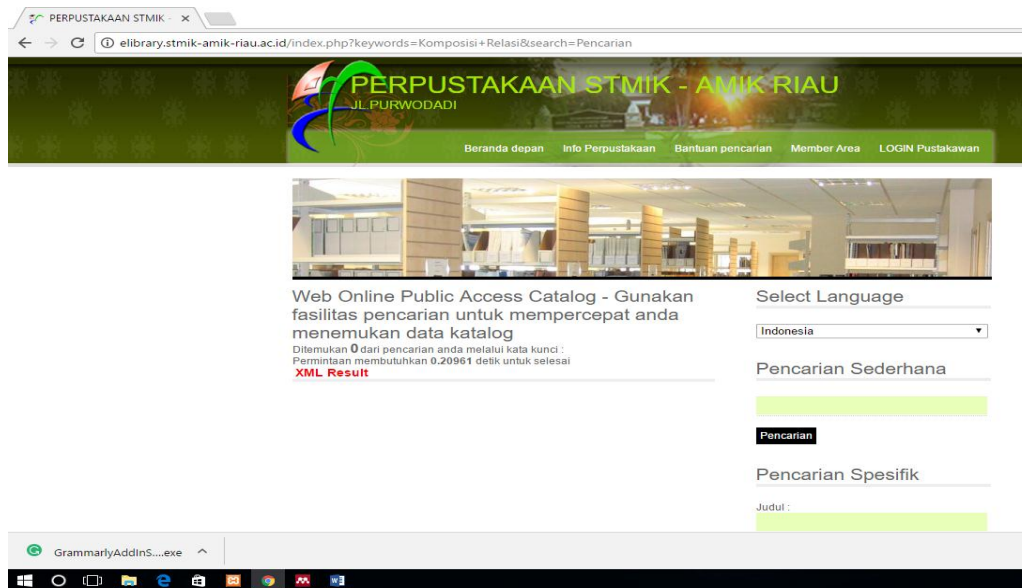 PERPUSTAKAAN STMIK -
elibrary.stmik-amik-riau.ac.id/index.php?keywords=Komposisi+Relasi&search=Pencarian
PERPUSTAKAAN STMIK - AMIK RIAU
JL.PURWODADI
Beranda depan Info Perpustakaan Bantuan pencarian Member Area LOGIN Pustakawan
Web Online Public Access Catalog - Gunakan
fasilitas pencarian untuk mempercepat anda
menemukan data katalog
Ditemukan 0 dari pencarian anda melalui kata kunci :
Permintaan membutuhkan 0.20961 detik untuk selesai
XML Result
Select Language
Indonesia
Pencarian Sederhana
Pencarian
Pencarian Spesifik
Judul :
GrammarlyAddInS....exe